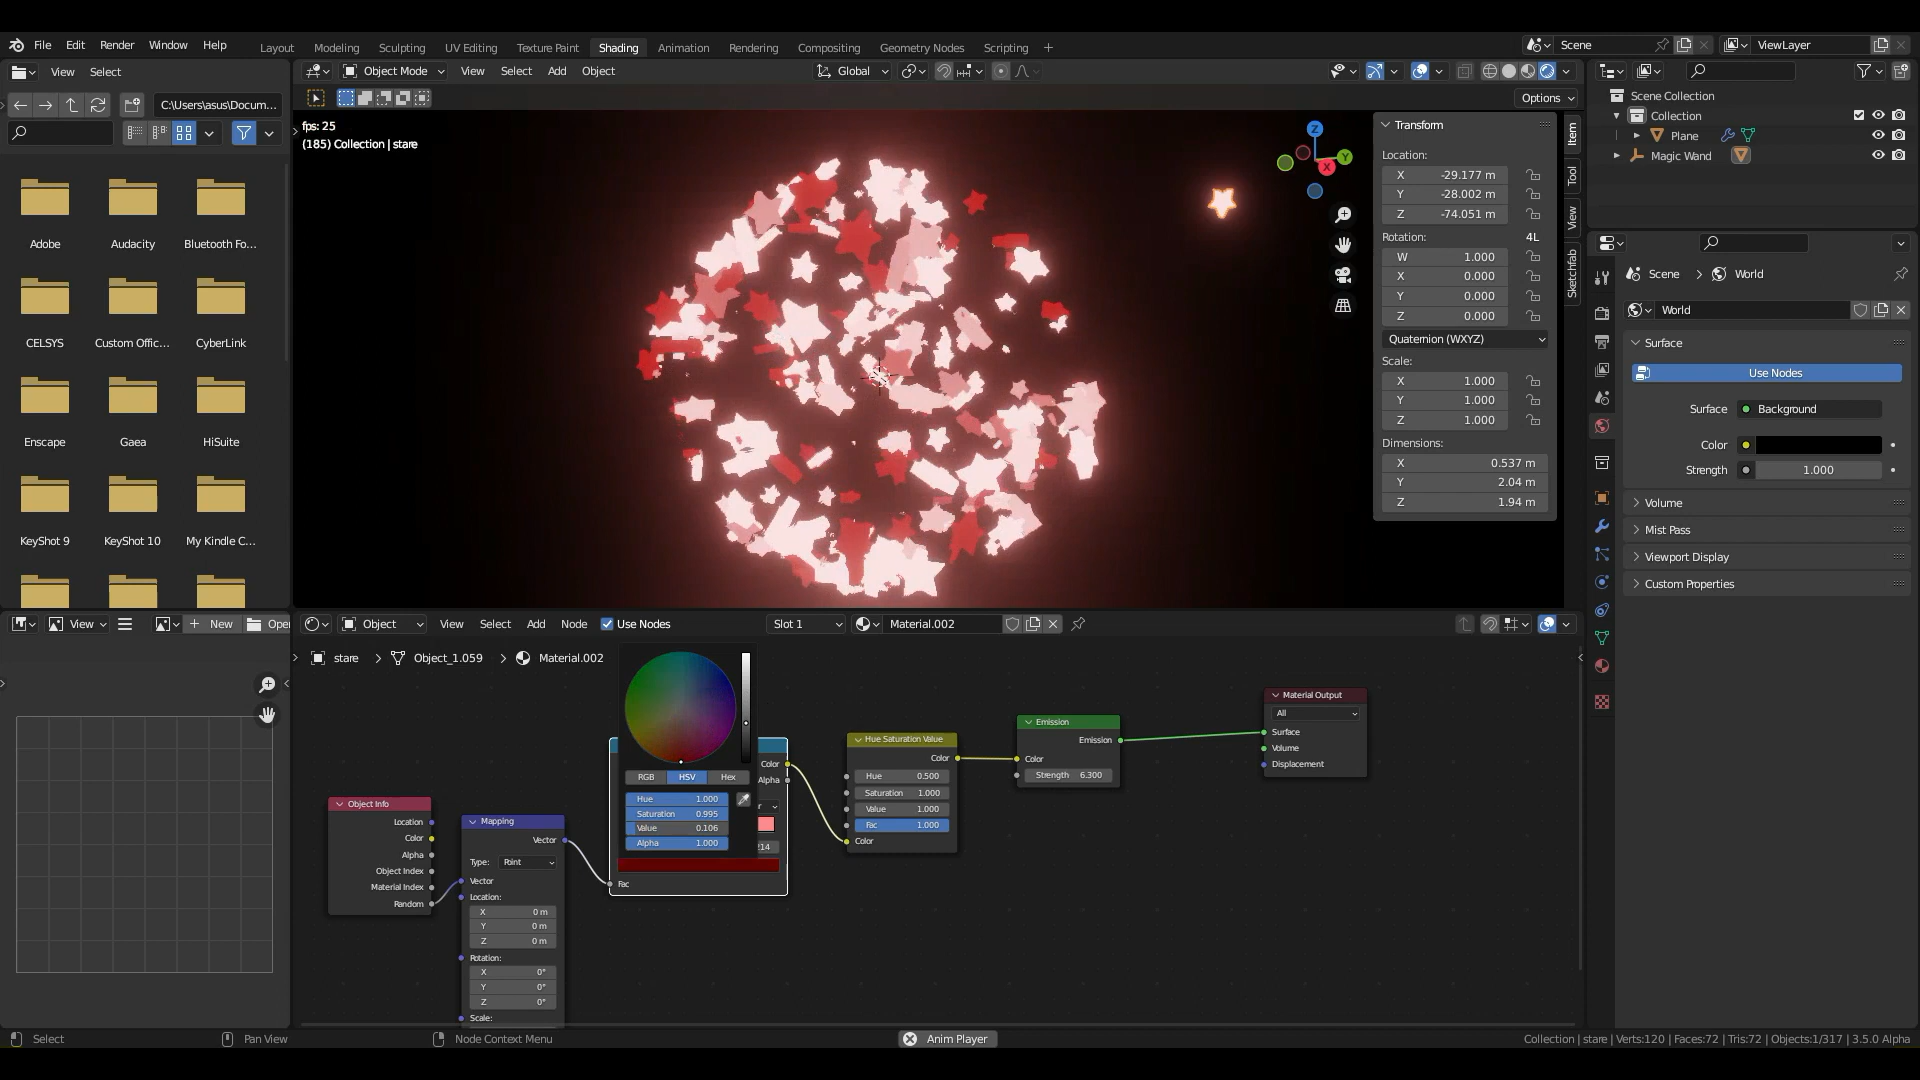 File Edit Render Window Help
Layout Modeling Sculpting UV Editing Texture Paint Shading Animation Rendering Compositing Geometry Nodes Scripting +
Scene
ViewLayer
View Select
Object Mode View Select Add Object
Global
C:\Users\asus\Docum...
Options
fps: 25
(185) Collection | stare
Adobe Audacity Bluetooth Fo...
CELSYS Custom Offic... CyberLink
Enscape Gaea HiSuite
KeyShot 9 KeyShot 10 My Kindle C...
Z
Y
X
Transform
Location:
X -29.177 m
Y -28.002 m
Z -74.051 m
Rotation: 4L
W 1.000
X 0.000
Y 0.000
Z 0.000
Quaternion (WXYZ)
Scale:
X 1.000
Y 1.000
Z 1.000
Dimensions:
X 0.537 m
Y 2.04 m
Z 1.94 m
Item
Tool
View
Sketchfab
Scene Collection
Collection
Plane
Magic Wand
Scene > World
World
Surface
Use Nodes
Surface Background
Color
Strength 1.000
Volume
Mist Pass
Viewport Display
Custom Properties
View + New Ope
Object View Select Add Node Use Nodes Slot 1 Material.002
stare > Object_1.059 > Material.002
RGB HSV Hex
Hue 1.000
Saturation 0.995
Value 0.106
Alpha 1.000
Color
Alpha
r
214
Fac
Object Info
Location
Color
Alpha
Object Index
Material Index
Random
Mapping
Vector
Type: Point
Vector
Location:
X 0 m
Y 0 m
Z 0 m
Rotation:
X 0°
Y 0°
Z 0°
Scale:
Hue Saturation Value
Color
Hue 0.500
Saturation 1.000
Value 1.000
Fac 1.000
Color
Emission
Emission
Color
Strength 6.300
Material Output
All
Surface
Volume
Displacement
Select Pan View Node Context Menu Anim Player Collection | stare | Verts:120 | Faces:72 | Tris:72 | Objects:1/317 | 3.5.0 Alpha